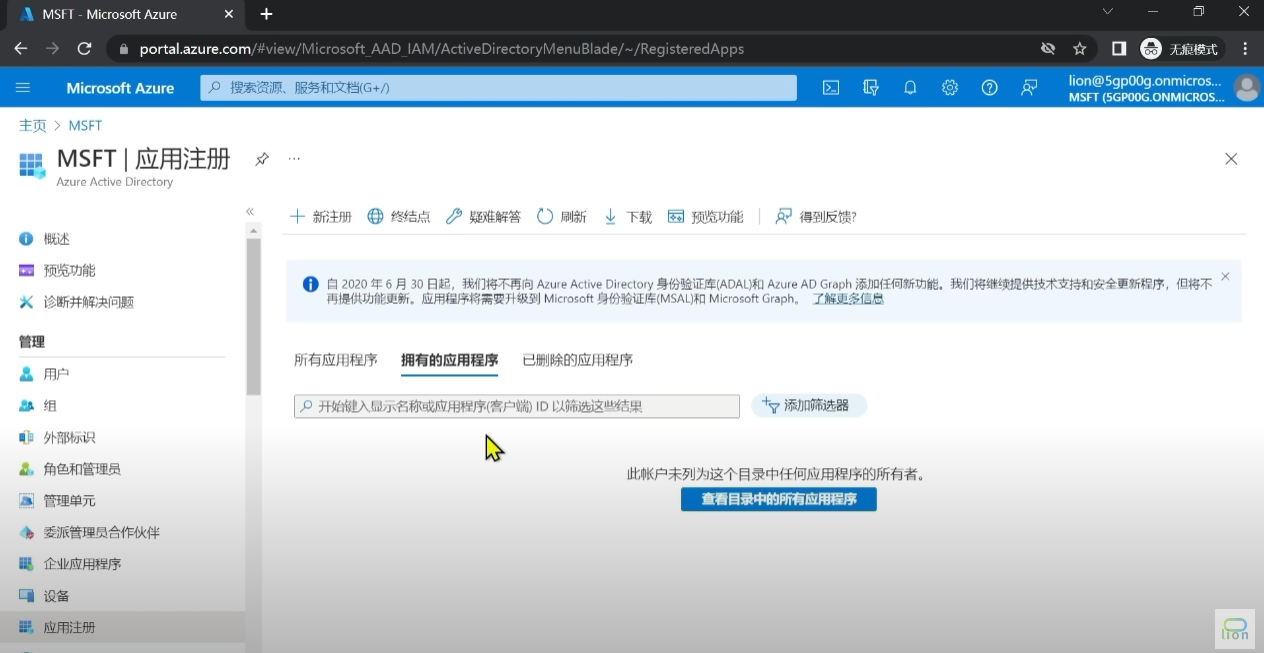 MSFT - Microsoft Azure
portal.azure.com/#view/Microsoft_AAD_IAM/ActiveDirectoryMenuBlade/~/RegisteredApps
无痕模式
Microsoft Azure
搜索资源、服务和文档(G+/)
lion@5gp00g.onmicros...
MSFT (5GP00G.ONMICROS...
主页 > MSFT
MSFT | 应用注册
Azure Active Directory
新注册
终结点
疑难解答
刷新
下载
预览功能
得到反馈?
概述
预览功能
诊断并解决问题
管理
用户
组
外部标识
角色和管理员
管理单元
委派管理员合作伙伴
企业应用程序
设备
应用注册
自 2020 年 6 月 30 日起，我们将不再向 Azure Active Directory 身份验证库(ADAL)和 Azure AD Graph 添加任何新功能。我们将继续提供技术支持和安全更新程序，但将不
再提供功能更新。应用程序将需要升级到 Microsoft 身份验证库(MSAL)和 Microsoft Graph。 了解更多信息
所有应用程序
拥有的应用程序
已删除的应用程序
开始键入显示名称或应用程序(客户端) ID 以筛选这些结果
添加筛选器
此帐户未列为这个目录中任何应用程序的所有者。
查看目录中的所有应用程序
lion